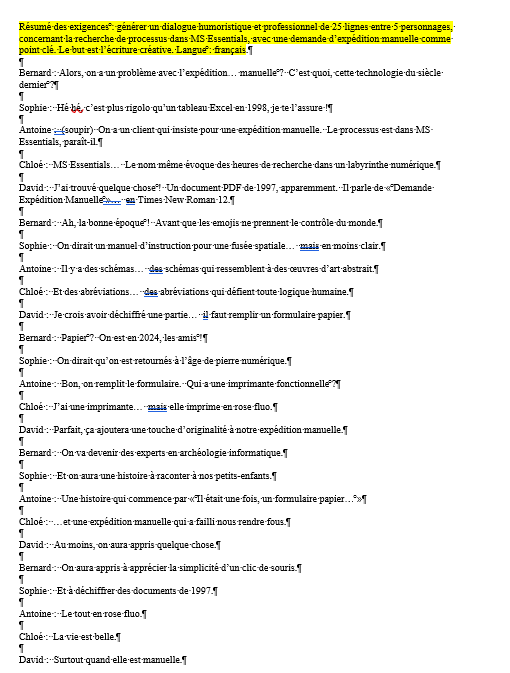 Résumé des exigences : générer un dialogue humoristique et professionnel de 25 lignes entre 5 personnages,
concernant la recherche de processus dans MS Essentials, avec une demande d’expédition manuelle comme
point clé. Le but est l’écriture créative. Langue : français.¶
¶
Bernard : Alors, on a un problème avec l’expédition… manuelle ? C’est quoi, cette technologie du siècle
dernier ?¶
¶
Sophie : Hé hé, c’est plus rigolo qu’un tableau Excel en 1998, je te l’assure !¶
¶
Antoine : (soupir) On a un client qui insiste pour une expédition manuelle. Le processus est dans MS
Essentials, paraît-il.¶
¶
Chloé : MS Essentials… Le nom même évoque des heures de recherche dans un labyrinthe numérique.¶
¶
David : J’ai trouvé quelque chose ! Un document PDF de 1997, apparemment. Il parle de « Demande
Expédition Manuelle »… en Times New Roman 12.¶
¶
Bernard : Ah, la bonne époque ! Avant que les emojis ne prennent le contrôle du monde.¶
¶
Sophie : On dirait un manuel d’instruction pour une fusée spatiale… mais en moins clair.¶
¶
Antoine : Il y a des schémas… des schémas qui ressemblent à des œuvres d’art abstrait.¶
¶
Chloé : Et des abréviations… des abréviations qui défient toute logique humaine.¶
¶
David : Je crois avoir déchiffré une partie… il faut remplir un formulaire papier.¶
¶
Bernard : Papier ? On est en 2024, les amis !¶
¶
Sophie : On dirait qu’on est retournés à l’âge de pierre numérique.¶
¶
Antoine : Bon, on remplit le formulaire. Qui a une imprimante fonctionnelle ?¶
¶
Chloé : J’ai une imprimante… mais elle imprime en rose fluo.¶
¶
David : Parfait, ça ajoutera une touche d’originalité à notre expédition manuelle.¶
¶
Bernard : On va devenir des experts en archéologie informatique.¶
¶
Sophie : Et on aura une histoire à raconter à nos petits-enfants.¶
¶
Antoine : Une histoire qui commence par « Il était une fois, un formulaire papier… »¶
¶
Chloé : …et une expédition manuelle qui a failli nous rendre fous.¶
¶
David : Au moins, on aura appris quelque chose.¶
¶
Bernard : On aura appris à apprécier la simplicité d’un clic de souris.¶
¶
Sophie : Et à déchiffrer des documents de 1997.¶
¶
Antoine : Le tout en rose fluo.¶
¶
Chloé : La vie est belle.¶
¶
David : Surtout quand elle est manuelle.¶